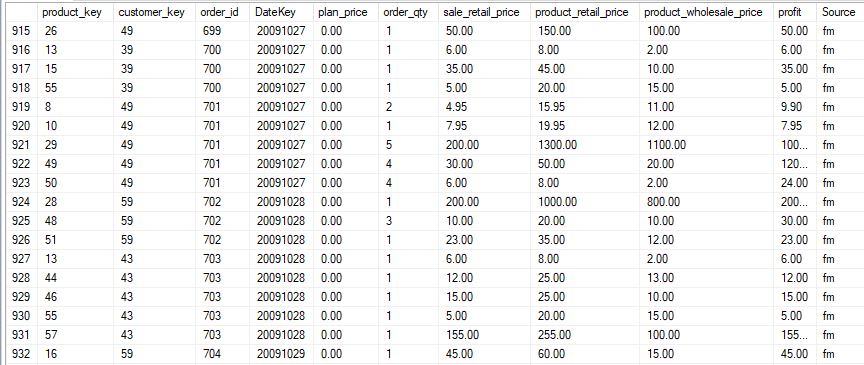 product_key customer_key order_id DateKey plan_price order_qty sale_retail_price product_retail_price product_wholesale_price profit Source
915 26 49 699 20091027 0.00 1 50.00 150.00 100.00 50.00 fm
916 13 39 700 20091027 0.00 1 6.00 8.00 2.00 6.00 fm
917 15 39 700 20091027 0.00 1 35.00 45.00 10.00 35.00 fm
918 55 39 700 20091027 0.00 1 5.00 20.00 15.00 5.00 fm
919 8 49 701 20091027 0.00 2 4.95 15.95 11.00 9.90 fm
920 10 49 701 20091027 0.00 1 7.95 19.95 12.00 7.95 fm
921 29 49 701 20091027 0.00 5 200.00 1300.00 1100.00 100... fm
922 49 49 701 20091027 0.00 4 30.00 50.00 20.00 120... fm
923 50 49 701 20091027 0.00 4 6.00 8.00 2.00 24.00 fm
924 28 59 702 20091028 0.00 1 200.00 1000.00 800.00 200... fm
925 48 59 702 20091028 0.00 3 10.00 20.00 10.00 30.00 fm
926 51 59 702 20091028 0.00 1 23.00 35.00 12.00 23.00 fm
927 13 43 703 20091028 0.00 1 6.00 8.00 2.00 6.00 fm
928 44 43 703 20091028 0.00 1 12.00 25.00 13.00 12.00 fm
929 46 43 703 20091028 0.00 1 15.00 25.00 10.00 15.00 fm
930 55 43 703 20091028 0.00 1 5.00 20.00 15.00 5.00 fm
931 57 43 703 20091028 0.00 1 155.00 255.00 100.00 155... fm
932 16 59 704 20091029 0.00 1 45.00 60.00 15.00 45.00 fm